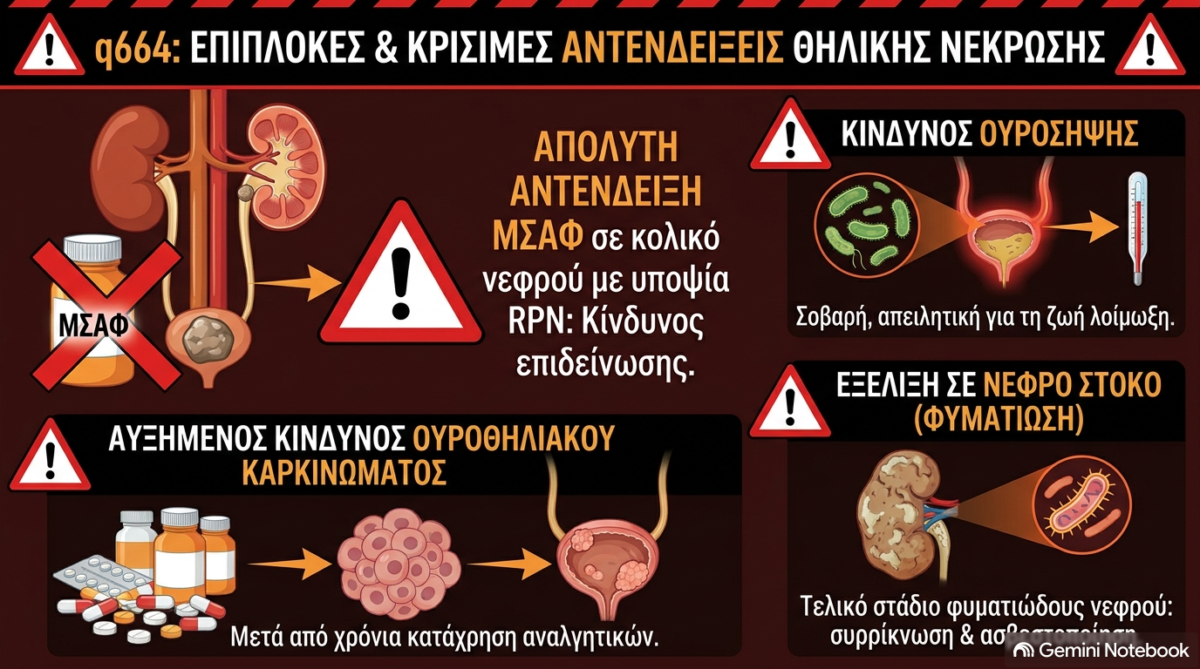 q664: ΕΠΙΠΛΟΚΕΣ & ΚΡΙΣΙΜΕΣ ΑΝΤΕΝΔΕΙΞΕΙΣ ΘΗΛΙΚΗΣ ΝΕΚΡΩΣΗΣ
ΜΣΑΦ
ΑΠΟΛΥΤΗ
ΑΝΤΕΝΔΕΙΞΗ
ΜΣΑΦ σε κολικό
νεφρού με υποψία
RPN: Κίνδυνος
επιδείνωσης.
ΚΙΝΔΥΝΟΣ ΟΥΡΟΣΗΨΗΣ
Σοβαρή, απειλητική για τη ζωή λοίμωξη.
ΑΥΞΗΜΕΝΟΣ ΚΙΝΔΥΝΟΣ ΟΥΡΟΘΗΛΙΑΚΟΥ
ΚΑΡΚΙΝΩΜΑΤΟΣ
Μετά από χρόνια κατάχρηση αναλγητικών.
ΕΞΕΛΙΞΗ ΣΕ ΝΕΦΡΟ ΣΤΟΚΟ
(ΦΥΜΑΤΙΩΣΗ)
Τελικό στάδιο φυματιώδους νεφρού:
συρρίκνωση & ασβεστοποίηση
Gemini Notebook